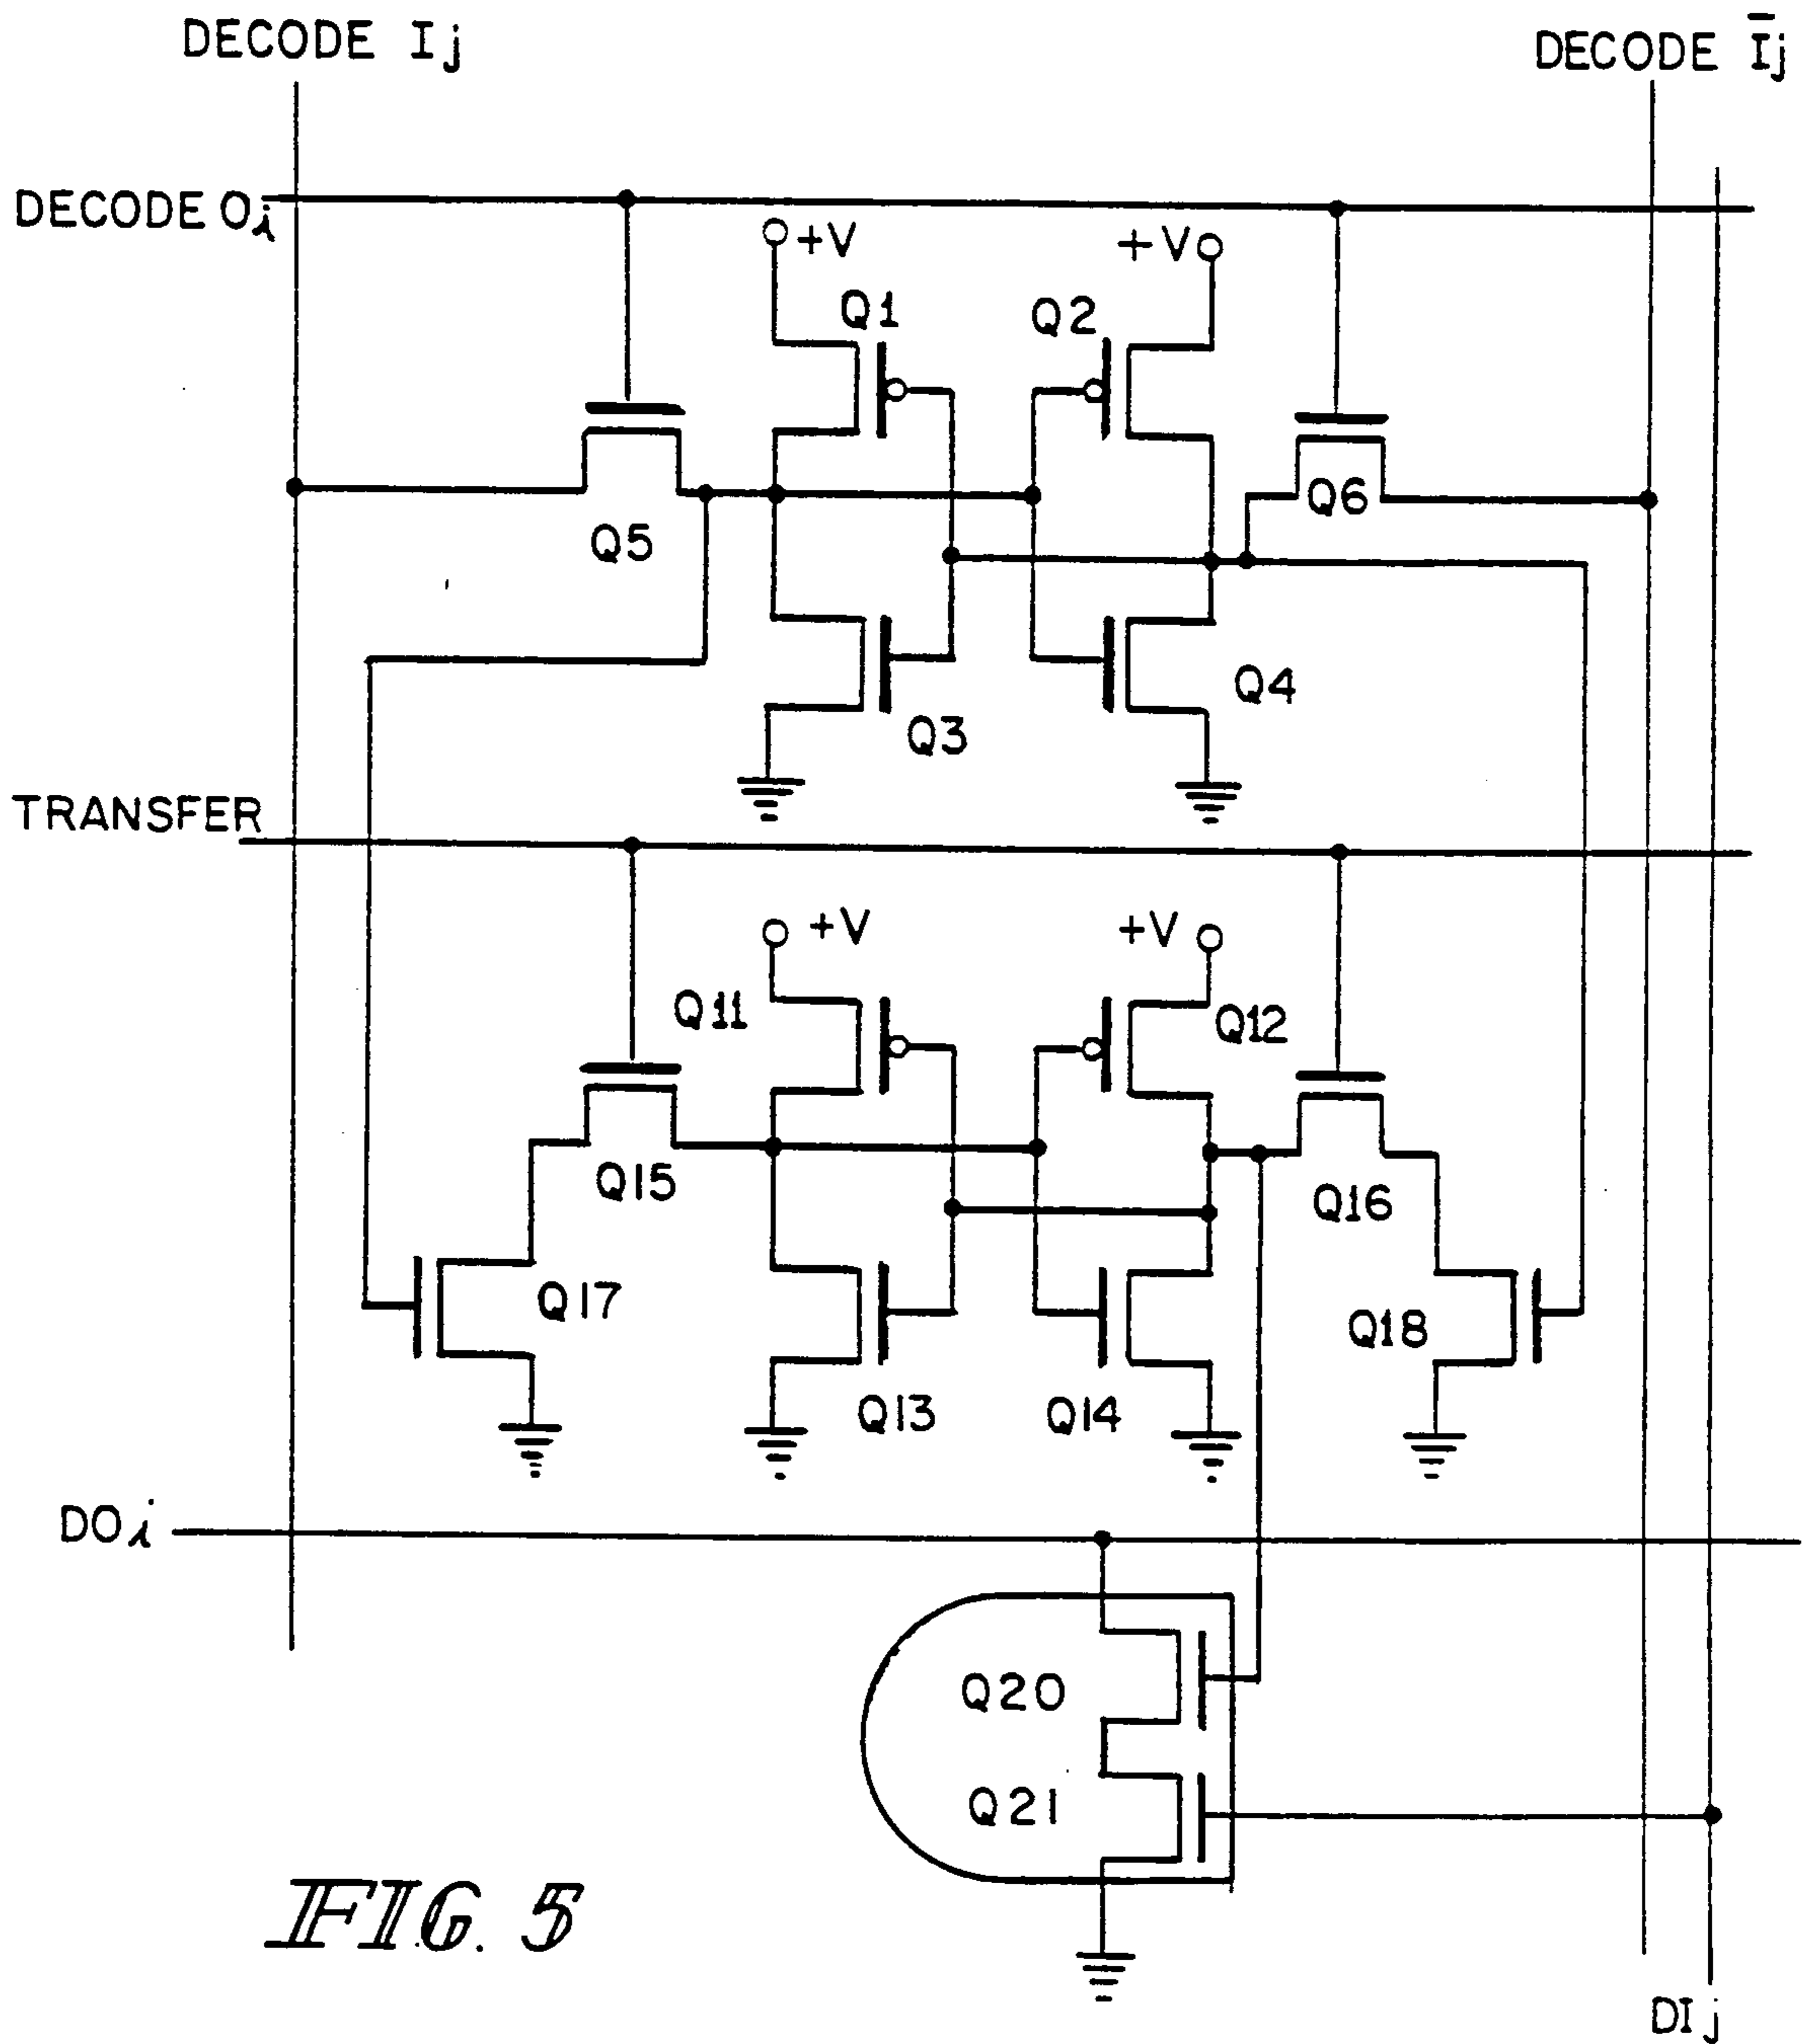 DECODE Ij
DECODE I̅j
DECODE Oi
+V
+V
Q1
Q2
Q5
Q6
Q3
Q4
TRANSFER
+V
+V
Q11
Q12
Q15
Q16
Q17
Q18
Q13
Q14
DOi
Q20
Q21
FIG. 5
DIj